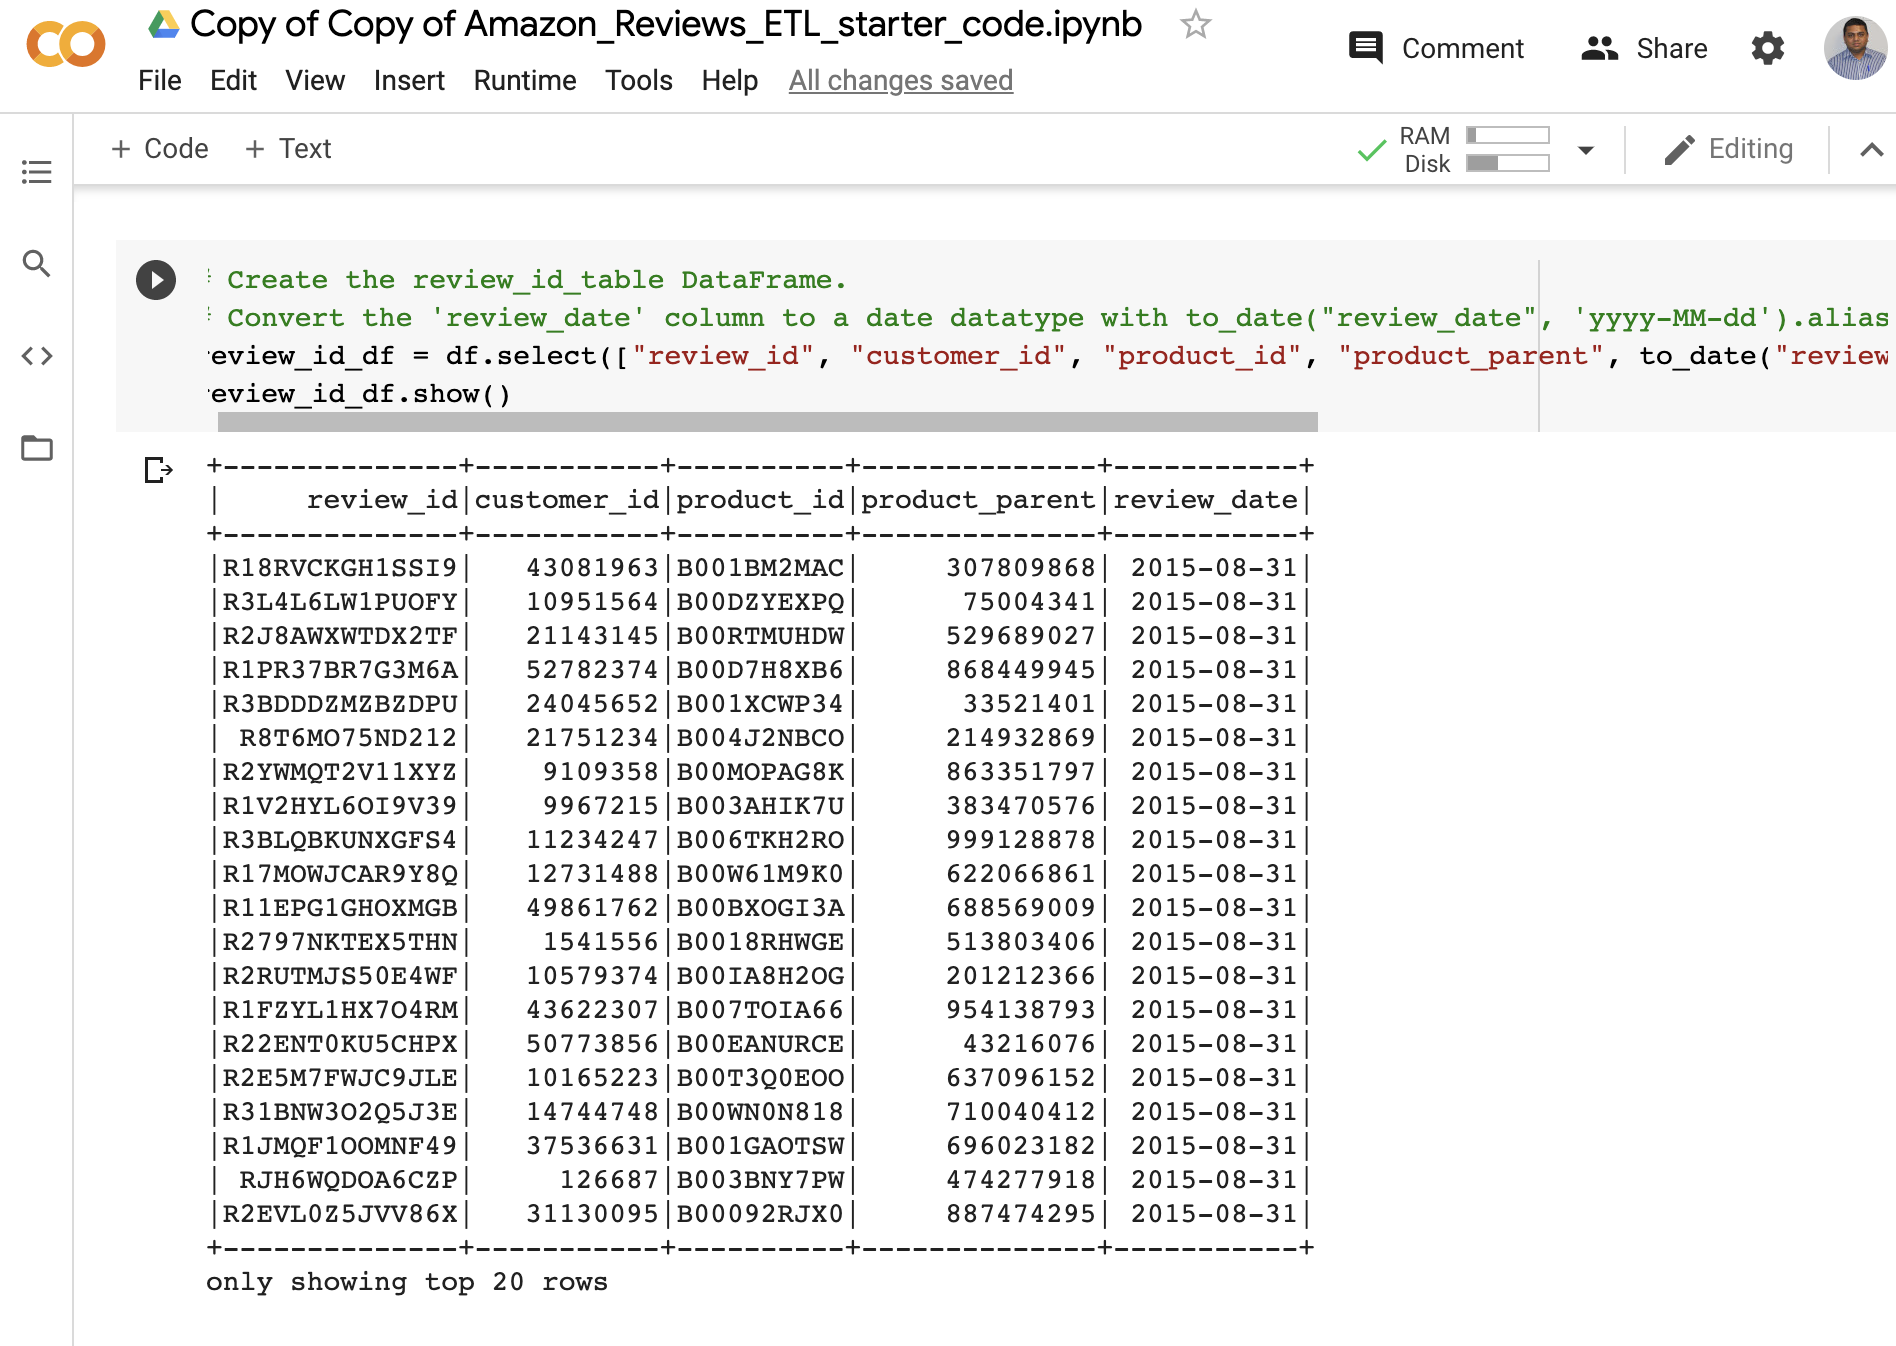 Copy of Copy of Amazon_Reviews_ETL_starter_code.ipynb
Comment
Share
File Edit View Insert Runtime Tools Help All changes saved
+ Code + Text
RAM
Disk
Editing
# Create the review_id_table DataFrame.
# Convert the 'review_date' column to a date datatype with to_date("review_date", 'yyyy-MM-dd').alias
review_id_df = df.select(["review_id", "customer_id", "product_id", "product_parent", to_date("review
review_id_df.show()
+--------------+-----------+----------+--------------+-----------+
|     review_id|customer_id|product_id|product_parent|review_date|
+--------------+-----------+----------+--------------+-----------+
|R18RVCKGH1SSI9|   43081963|B001BM2MAC|     307809868| 2015-08-31|
|R3L4L6LW1PUOFY|   10951564|B00DZYEXPQ|      75004341| 2015-08-31|
|R2J8AWXWTDX2TF|   21143145|B00RTMUHDW|     529689027| 2015-08-31|
|R1PR37BR7G3M6A|   52782374|B00D7H8XB6|     868449945| 2015-08-31|
|R3BDDDZMZBZDPU|   24045652|B001XCWP34|      33521401| 2015-08-31|
| R8T6MO75ND212|   21751234|B004J2NBCO|     214932869| 2015-08-31|
|R2YWMQT2V11XYZ|    9109358|B00MOPAG8K|     863351797| 2015-08-31|
|R1V2HYL6OI9V39|    9967215|B003AHIK7U|     383470576| 2015-08-31|
|R3BLQBKUNXGFS4|   11234247|B006TKH2RO|     999128878| 2015-08-31|
|R17MOWJCAR9Y8Q|   12731488|B00W61M9K0|     622066861| 2015-08-31|
|R11EPG1GHOXMGB|   49861762|B00BXOGI3A|     688569009| 2015-08-31|
|R2797NKTEX5THN|    1541556|B0018RHWGE|     513803406| 2015-08-31|
|R2RUTMJS50E4WF|   10579374|B00IA8H2OG|     201212366| 2015-08-31|
|R1FZYL1HX7O4RM|   43622307|B007TOIA66|     954138793| 2015-08-31|
|R22ENT0KU5CHPX|   50773856|B00EANURCE|      43216076| 2015-08-31|
|R2E5M7FWJC9JLE|   10165223|B00T3Q0EOO|     637096152| 2015-08-31|
|R31BNW3O2Q5J3E|   14744748|B00WN0N818|     710040412| 2015-08-31|
|R1JMQF1OOMNF49|   37536631|B001GAOTSW|     696023182| 2015-08-31|
| RJH6WQDOA6CZP|     126687|B003BNY7PW|     474277918| 2015-08-31|
|R2EVL0Z5JVV86X|   31130095|B00092RJX0|     887474295| 2015-08-31|
+--------------+-----------+----------+--------------+-----------+
only showing top 20 rows